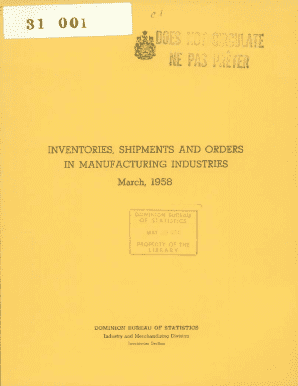 31 001
DOES NOT CIRCULATE
NE PAS PRÊTER
INVENTORIES, SHIPMENTS AND ORDERS
IN MANUFACTURING INDUSTRIES
March, 1958
DOMINION BUREAU
OF STATISTICS
PROPERTY OF THE
LIBRARY
DOMINION BUREAU OF STATISTICS
Industry and Merchandising Division